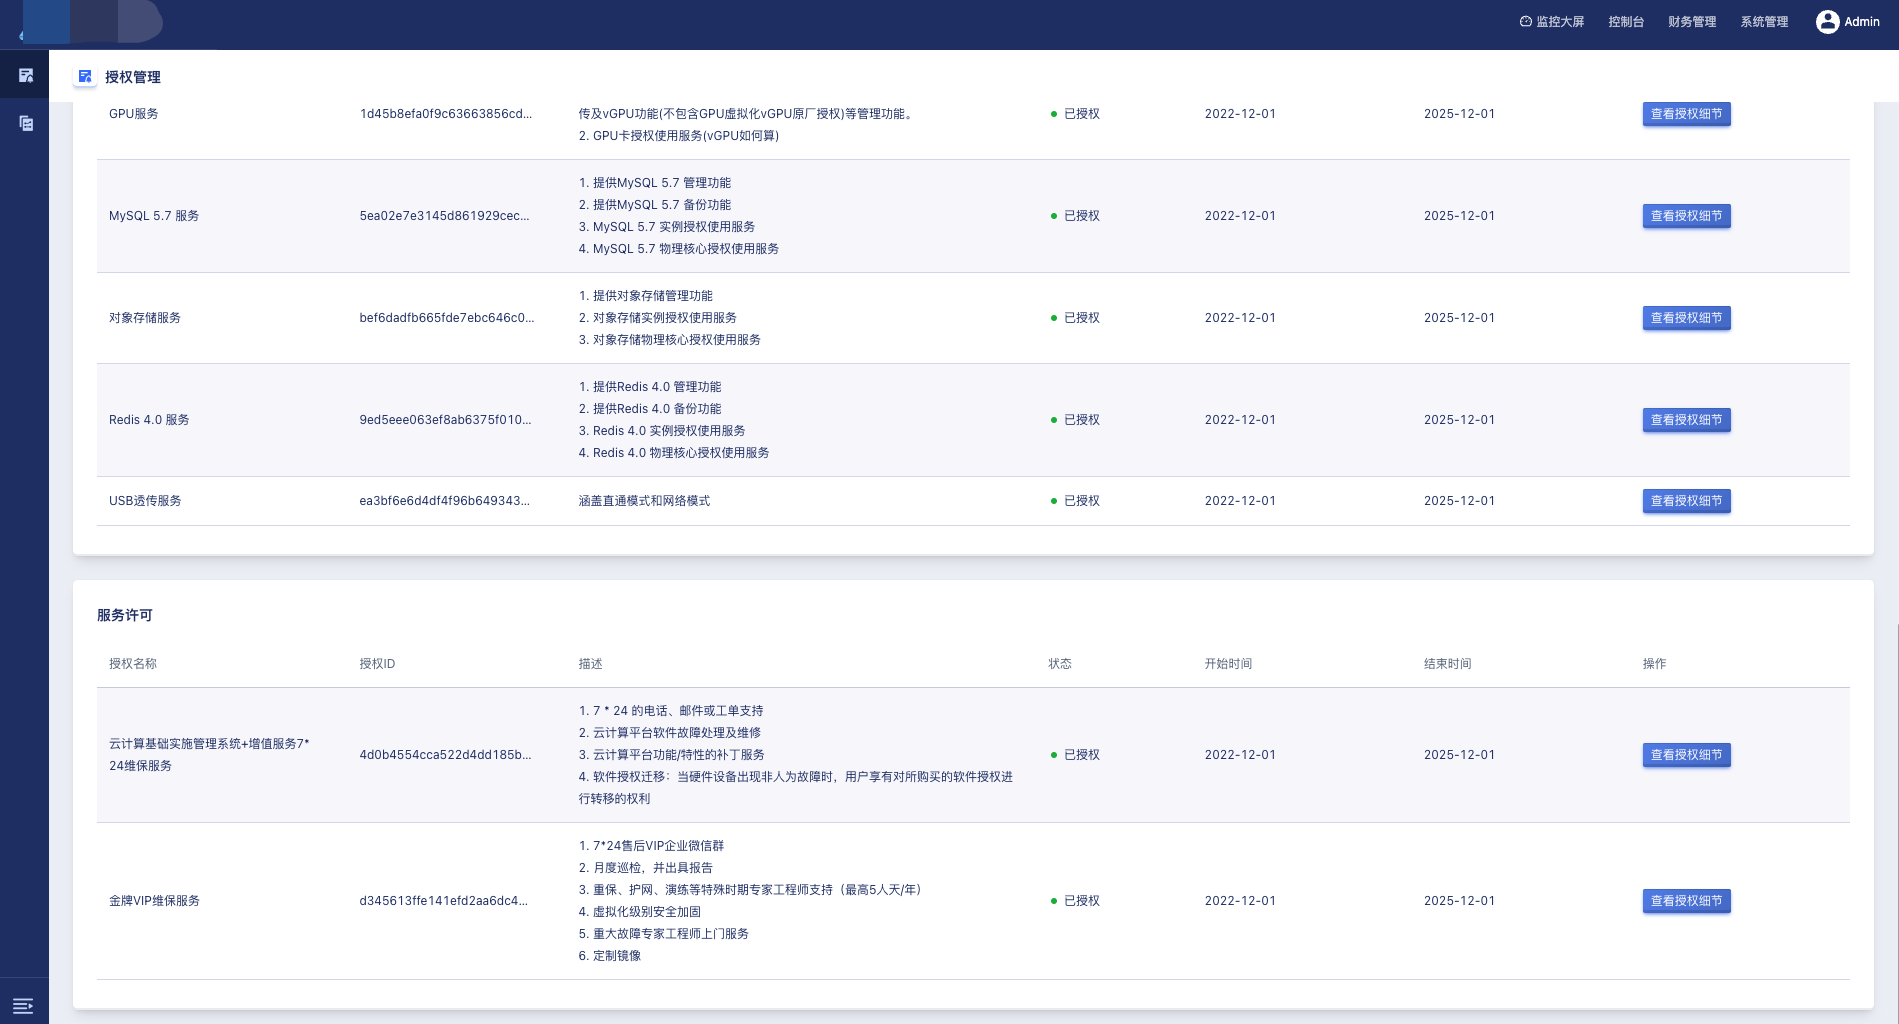 监控大屏 控制台 财务管理 系统管理 Admin
授权管理
GPU服务 1d45b8efa0f9c63663856cd... 传及vGPU功能(不包含GPU虚拟化vGPU原厂授权)等管理功能。 已授权 2022-12-01 2025-12-01 查看授权细节
2. GPU卡授权使用服务(vGPU如何算)
1. 提供MySQL 5.7 管理功能
2. 提供MySQL 5.7 备份功能
MySQL 5.7 服务 5ea02e7e3145d861929cec... 已授权 2022-12-01 2025-12-01 查看授权细节
3. MySQL 5.7 实例授权使用服务
4. MySQL 5.7 物理核心授权使用服务
1. 提供对象存储管理功能
对象存储服务 bef6dadfb665fde7ebc646c0... 2. 对象存储实例授权使用服务 已授权 2022-12-01 2025-12-01 查看授权细节
3. 对象存储物理核心授权使用服务
1. 提供Redis 4.0 管理功能
2. 提供Redis 4.0 备份功能
Redis 4.0 服务 9ed5eee063ef8ab6375f010... 已授权 2022-12-01 2025-12-01 查看授权细节
3. Redis 4.0 实例授权使用服务
4. Redis 4.0 物理核心授权使用服务
USB透传服务 ea3bf6e6d4df4f96b649343... 涵盖直通模式和网络模式 已授权 2022-12-01 2025-12-01 查看授权细节
服务许可
授权名称 授权ID 描述 状态 开始时间 结束时间 操作
1. 7 * 24 的电话、邮件或工单支持
2. 云计算平台软件故障处理及维修
云计算基础实施管理系统+增值服务7*
24维保服务
4d0b4554cca522d4dd185b... 3. 云计算平台功能/特性的补丁服务 已授权 2022-12-01 2025-12-01 查看授权细节
4. 软件授权迁移：当硬件设备出现非人为故障时，用户享有对所购买的软件授权进
行转移的权利
1. 7*24售后VIP企业微信群
2. 月度巡检，并出具报告
3. 重保、护网、演练等特殊时期专家工程师支持（最高5人天/年）
金牌VIP维保服务 d345613ffe141efd2aa6dc4... 已授权 2022-12-01 2025-12-01 查看授权细节
4. 虚拟化级别安全加固
5. 重大故障专家工程师上门服务
6. 定制镜像